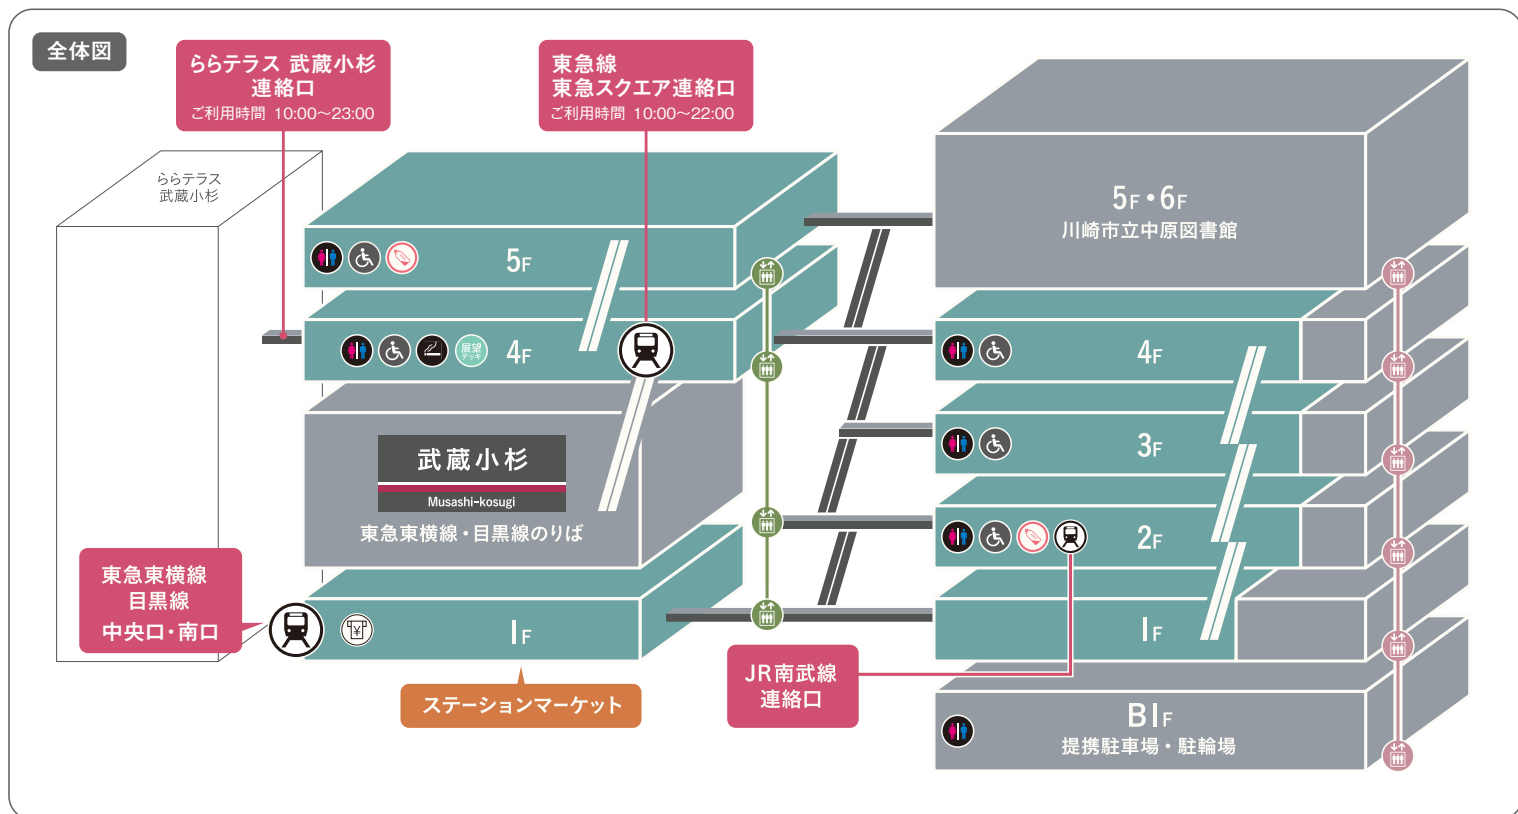 全体図
ららテラス 武蔵小杉
連絡口
ご利用時間 10:00〜23:00
東急線
東急スクエア連絡口
ご利用時間 10:00〜22:00
ららテラス
武蔵小杉
5F
展望
デッキ
4F
武蔵小杉
Musashi-kosugi
東急東横線・目黒線のりば
東急東横線
目黒線
中央口・南口
¥
1F
ステーションマーケット
5F・6F
川崎市立中原図書館
4F
3F
2F
1F
JR南武線
連絡口
B1F
提携駐車場・駐輪場